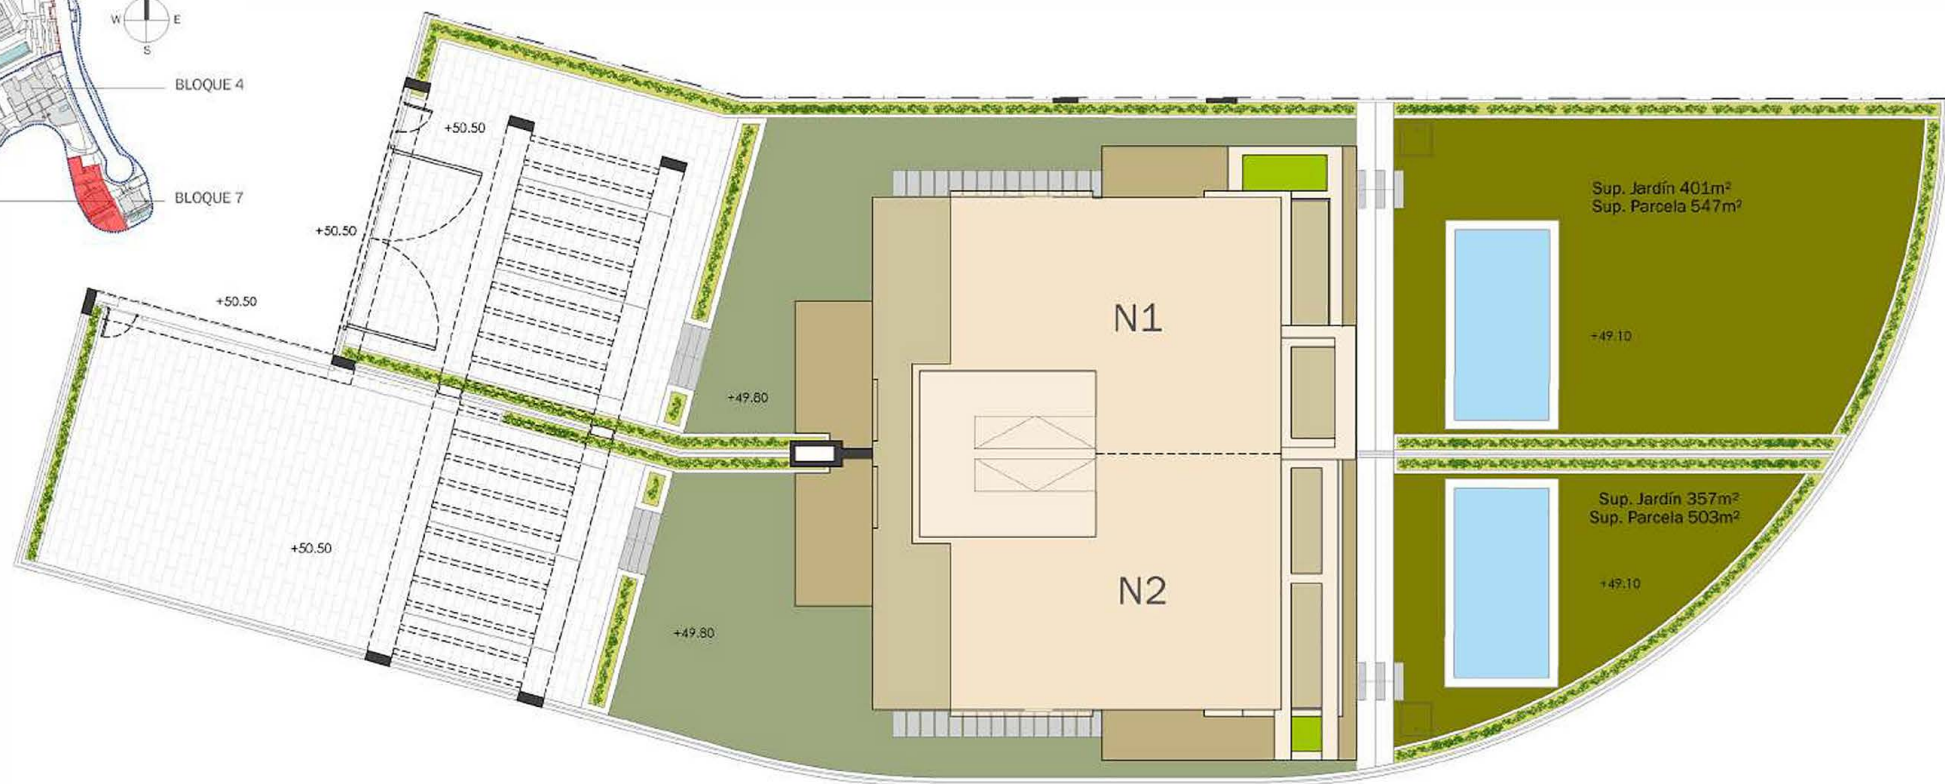 W E
S
BLOQUE 4
BLOQUE 7
+50.50
+50.50
+50.50
+50.50
+49.80
+49.80
N1
N2
Sup. Jardín 401m²
Sup. Parcela 547m²
+49.10
Sup. Jardín 357m²
Sup. Parcela 503m²
+49.10